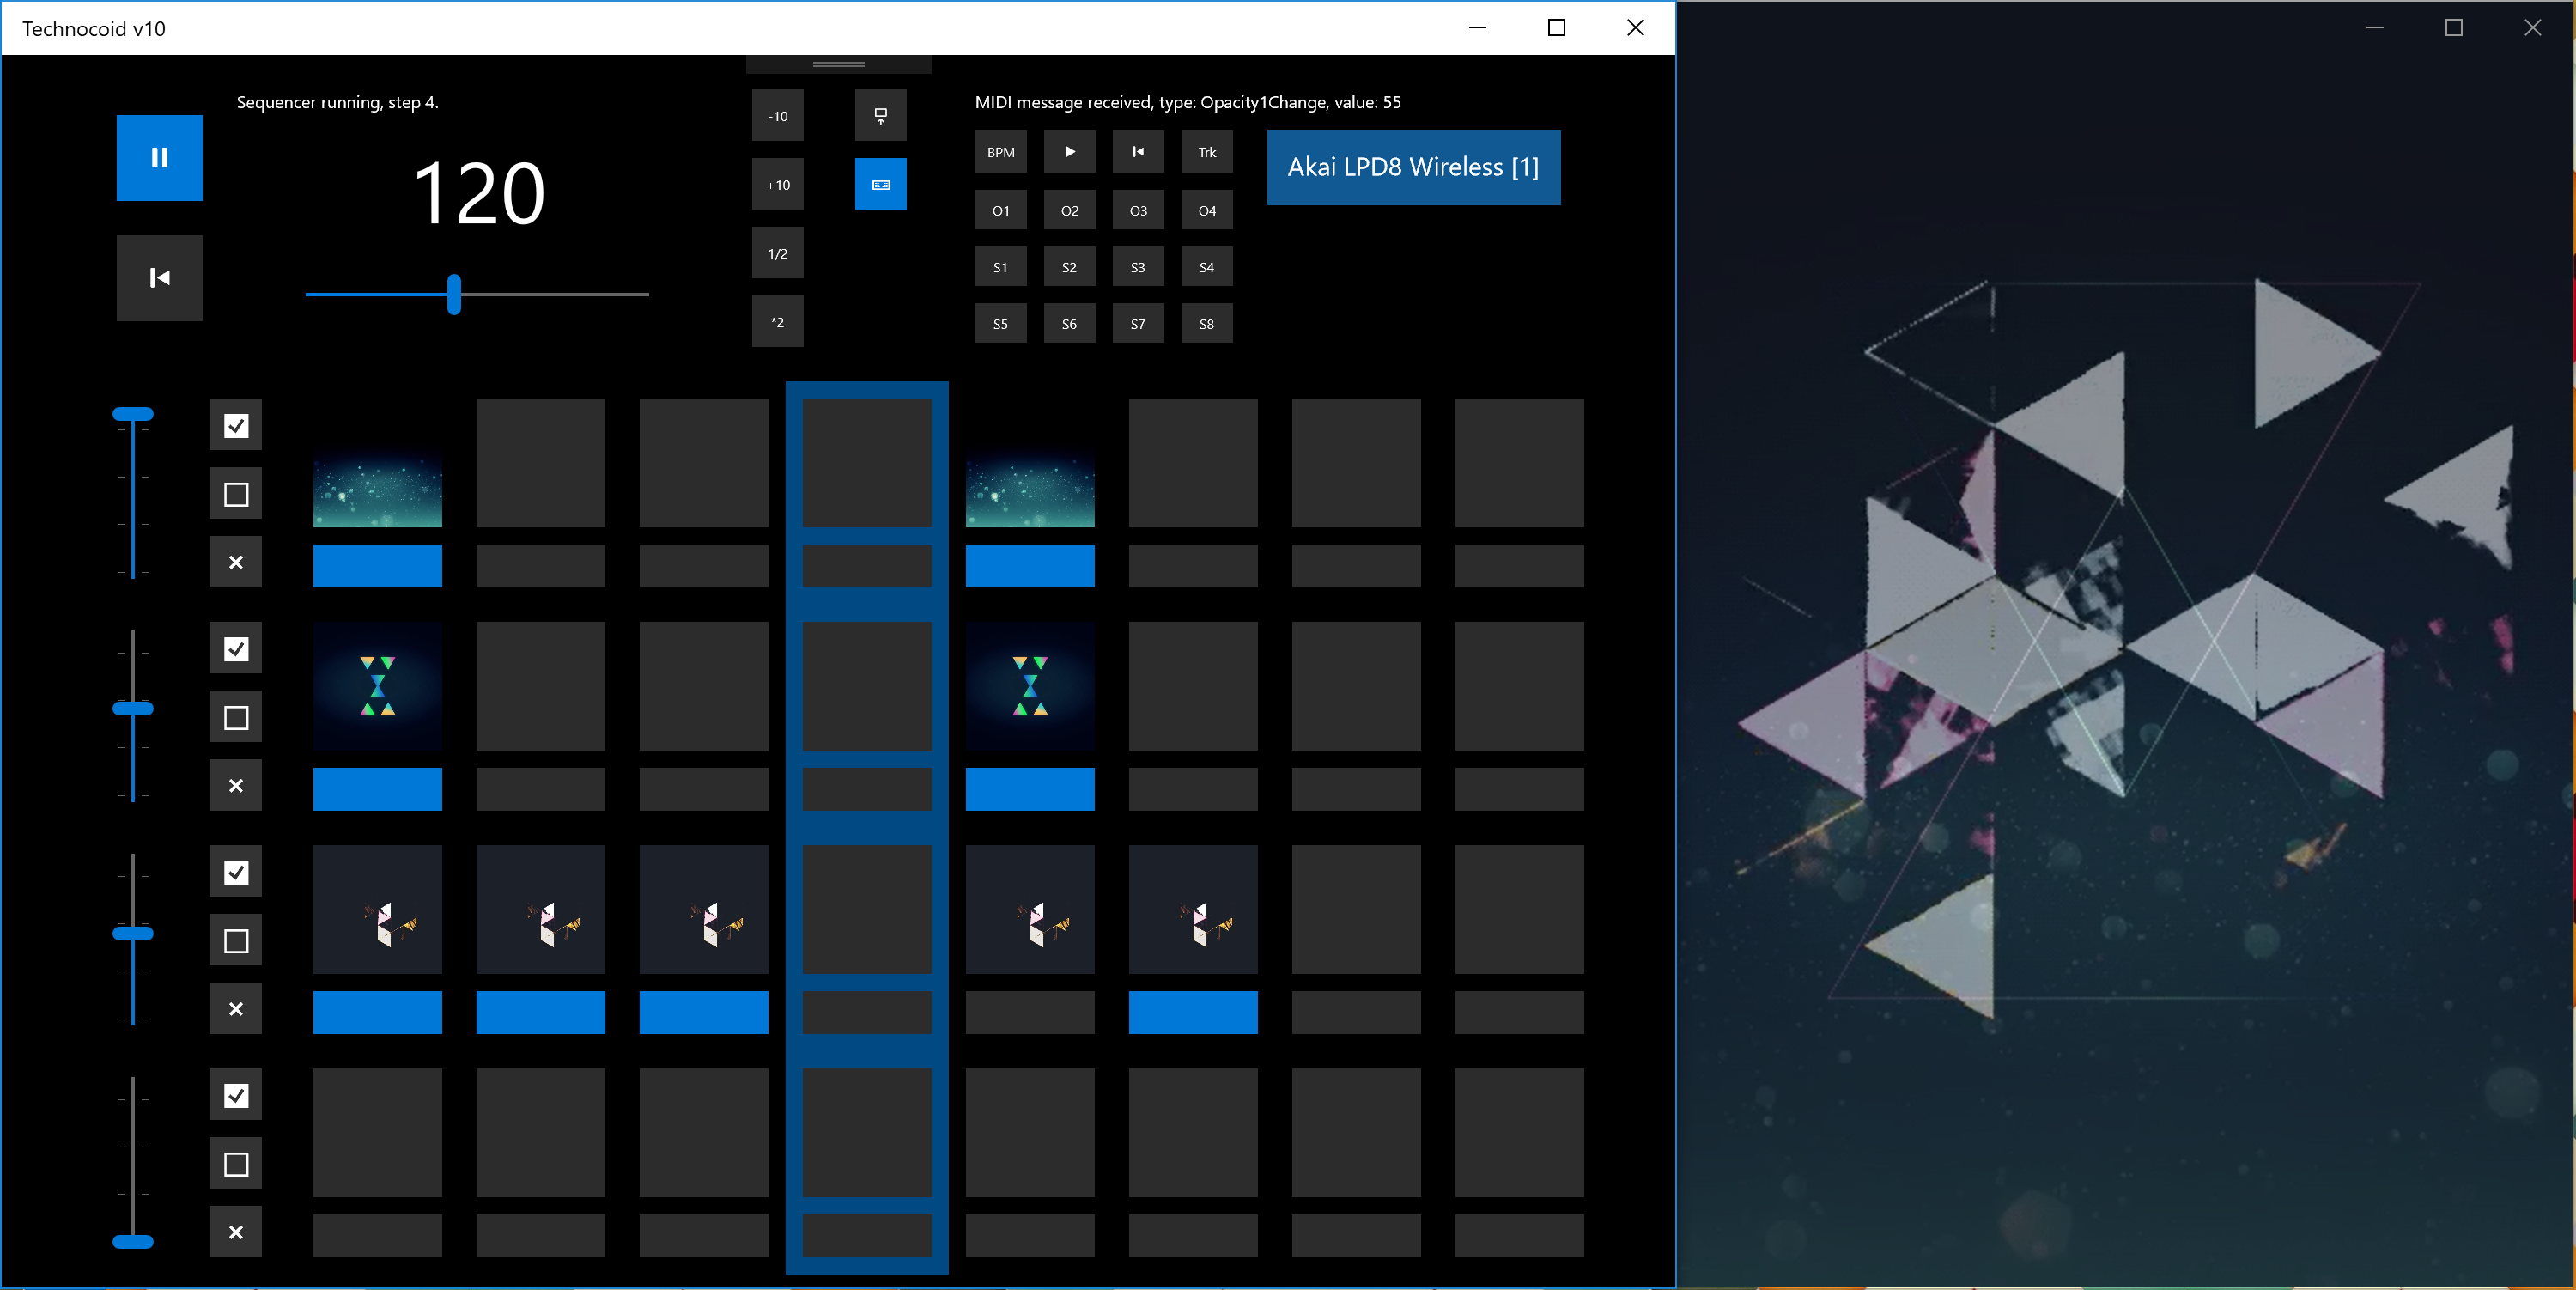 Technocoid v10
Sequencer running, step 4.
120
-10
+10
1/2
*2
MIDI message received, type: Opacity1Change, value: 55
BPM
Trk
Akai LPD8 Wireless [1]
O1 O2 O3 O4
S1 S2 S3 S4
S5 S6 S7 S8